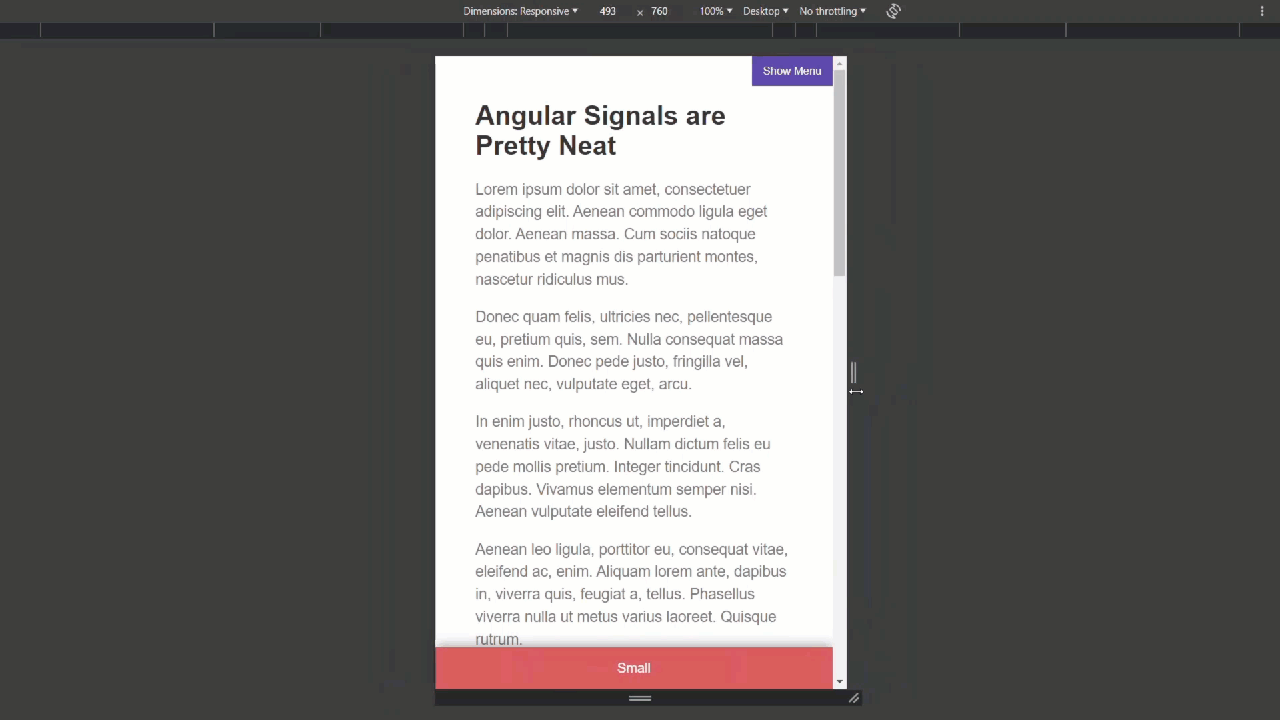 Dimensions: Responsive 493 × 760 100% Desktop No throttling
Show Menu
Angular Signals are
Pretty Neat
Lorem ipsum dolor sit amet, consectetuer
adipiscing elit. Aenean commodo ligula eget
dolor. Aenean massa. Cum sociis natoque
penatibus et magnis dis parturient montes,
nascetur ridiculus mus.
Donec quam felis, ultricies nec, pellentesque
eu, pretium quis, sem. Nulla consequat massa
quis enim. Donec pede justo, fringilla vel,
aliquet nec, vulputate eget, arcu.
In enim justo, rhoncus ut, imperdiet a,
venenatis vitae, justo. Nullam dictum felis eu
pede mollis pretium. Integer tincidunt. Cras
dapibus. Vivamus elementum semper nisi.
Aenean vulputate eleifend tellus.
Aenean leo ligula, porttitor eu, consequat vitae,
eleifend ac, enim. Aliquam lorem ante, dapibus
in, viverra quis, feugiat a, tellus. Phasellus
viverra nulla ut metus varius laoreet. Quisque
rutrum.
Small